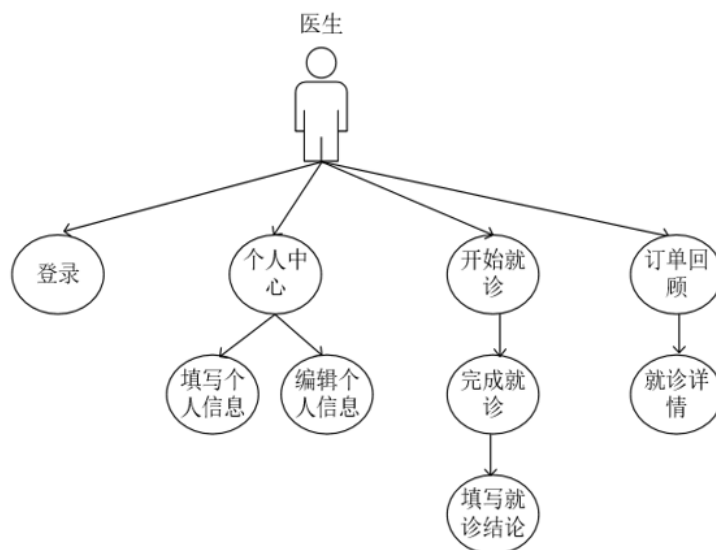 医生
登录
个人中
心
开始就
诊
订单回
顾
填写个
人信息
编辑个
人信息
完成就
诊
就诊详
情
填写就
诊结论